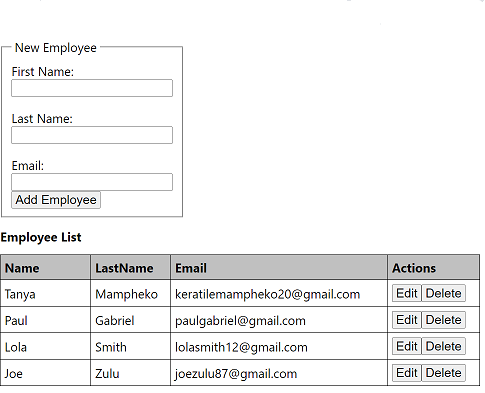 New Employee
First Name:
Last Name:
Email:
Add Employee
Employee List
Name LastName Email Actions
Tanya Mampheko keratilemampheko20@gmail.com Edit Delete
Paul Gabriel paulgabriel@gmail.com Edit Delete
Lola Smith lolasmith12@gmail.com Edit Delete
Joe Zulu joezulu87@gmail.com Edit Delete